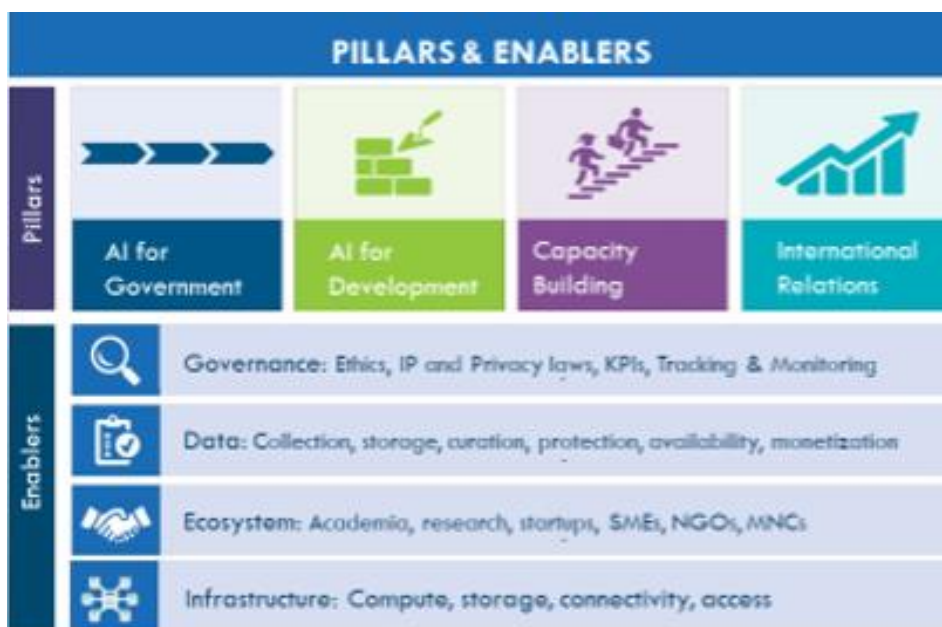 PILLARS & ENABLERS
Pillars
AI for
Government
AI for
Development
Capacity
Building
International
Relations
Enablers
Governance: Ethics, IP and Privacy laws, KPIs, Tracking & Monitoring
Data: Collection, storage, curation, protection, availability, monetization
Ecosystem: Academia, research, startups, SMEs, NGOs, MNCs
Infrastructure: Compute, storage, connectivity, access